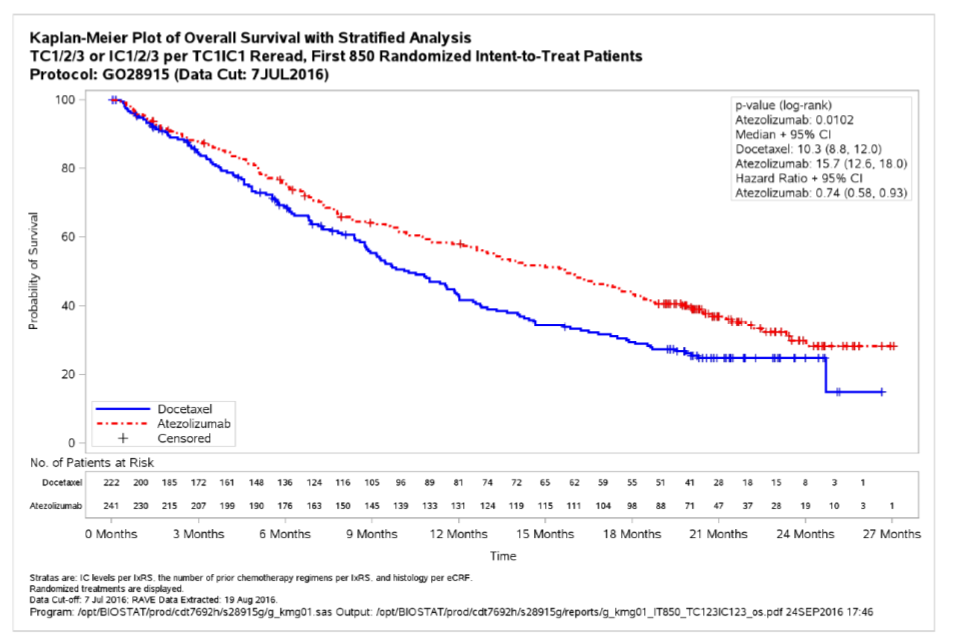 Kaplan-Meier Plot of Overall Survival with Stratified Analysis
TC1/2/3 or IC1/2/3 per TC1IC1 Reread, First 850 Randomized Intent-to-Treat Patients
Protocol: GO28915 (Data Cut: 7JUL2016)
p-value (log-rank)
Atezolizumab: 0.0102
Median + 95% CI
Docetaxel: 10.3 (8.8, 12.0)
Atezolizumab: 15.7 (12.6, 18.0)
Hazard Ratio + 95% CI
Atezolizumab: 0.74 (0.58, 0.93)
Probability of Survival
100
80
60
40
20
0
Docetaxel
Atezolizumab
Censored
No. of Patients at Risk
Docetaxel 222 200 185 172 161 148 136 124 116 105 96 89 81 74 72 65 62 59 55 51 41 28 18 15 8 3 1
Atezolizumab 241 230 215 207 199 190 176 163 150 145 139 133 131 124 119 115 111 104 98 88 71 47 37 28 19 10 3 1
0 Months 3 Months 6 Months 9 Months 12 Months 15 Months 18 Months 21 Months 24 Months 27 Months
Time
Stratas are: IC levels per IxRS, the number of prior chemotherapy regimens per IxRS, and histology per eCRF.
Randomized treatments are displayed.
Data Cut-off: 7 Jul 2016; RAVE Data Extracted: 19 Aug 2016.
Program: /opt/BIOSTAT/prod/cdt7692h/s28915g/g_kmg01.sas Output: /opt/BIOSTAT/prod/cdt7692h/s28915g/reports/g_kmg01_IT850_TC123IC123_os.pdf 24SEP2016 17:46